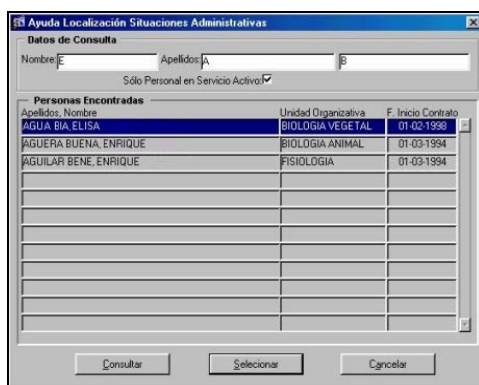 Ayuda Localización Situaciones Administrativas
Datos de Consulta
Nombre: E Apellidos: A B
Sólo Personal en Servicio Activo:
Personas Encontradas
Apellidos, Nombre Unidad Organizativa F. Inicio Contrato
AGUA BIA, ELISA BIOLOGIA VEGETAL 01-02-1998
AGUERA BUENA, ENRIQUE BIOLOGIA ANIMAL 01-03-1994
AGUILAR BENE, ENRIQUE FISIOLOGIA 01-03-1994
Consultar Selecionar Cancelar